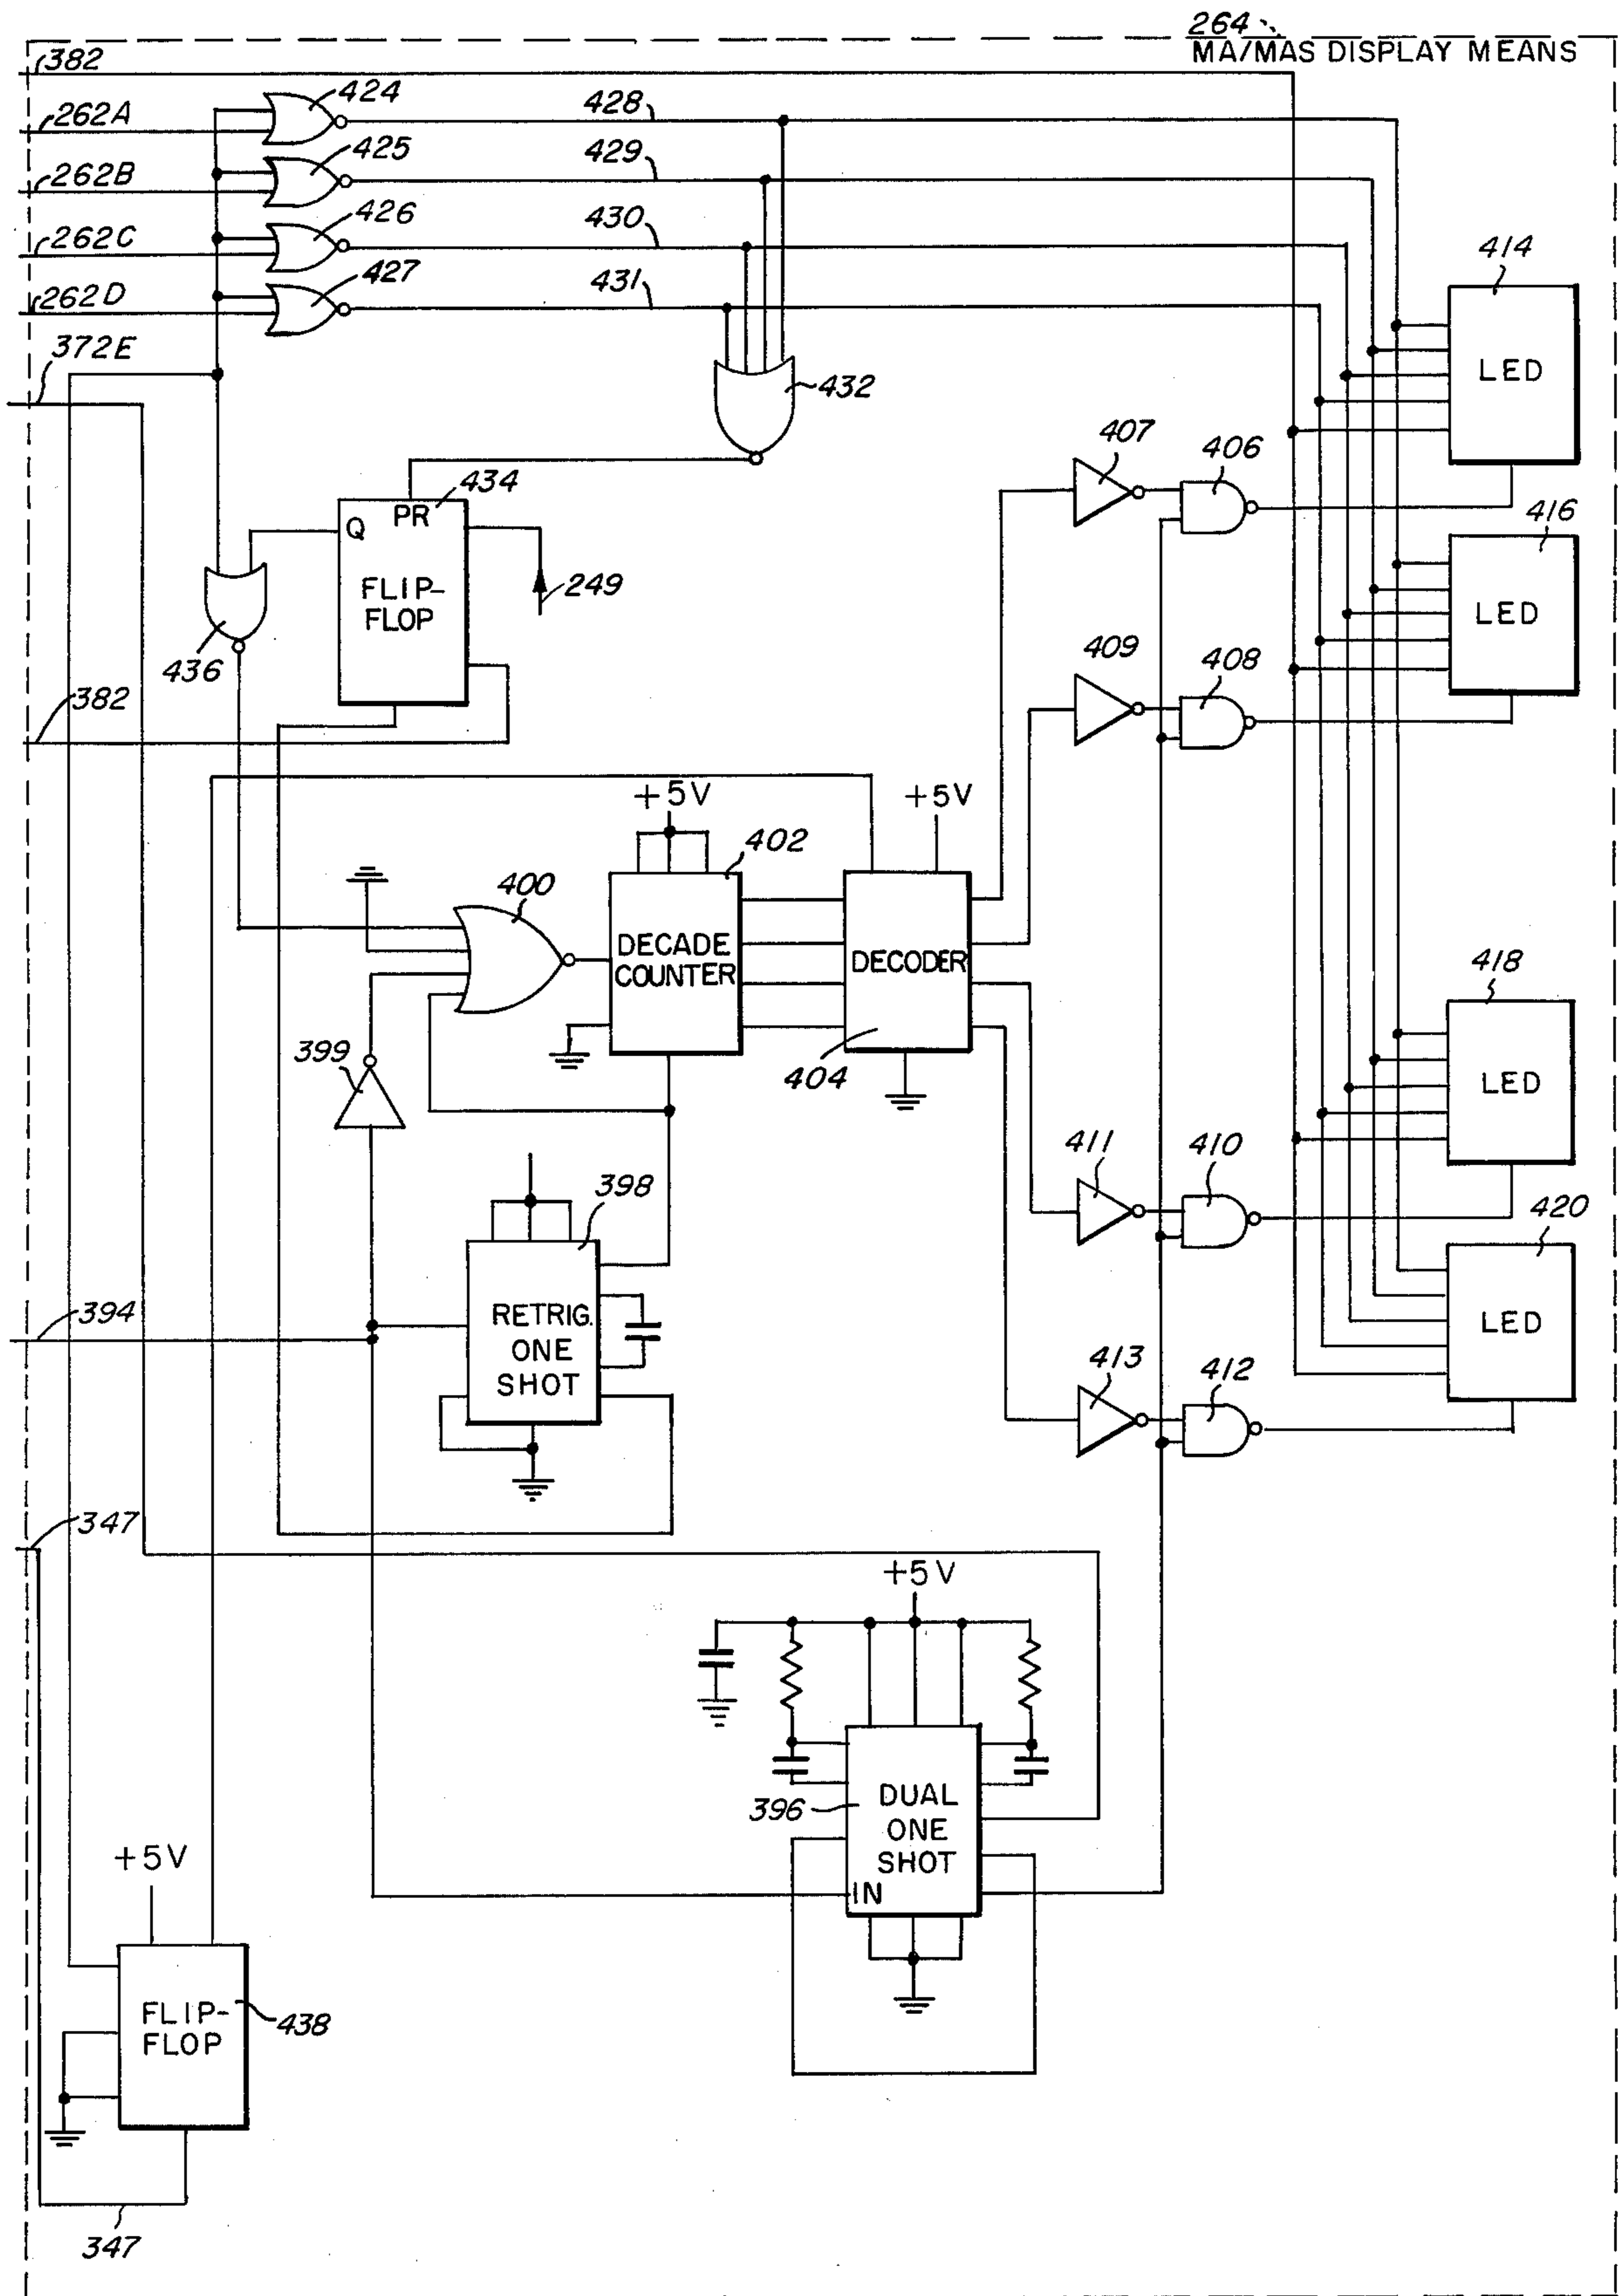 264
MA/MAS DISPLAY MEANS
382
262A
424
428
262B
425
429
262C
426
430
262D
427
431
414
LED
372E
432
407
406
434
PR
Q
FLIP-
FLOP
249
416
LED
436
409
408
382
+5V
+5V
402
400
DECADE
COUNTER
DECODER
404
418
LED
399
411
410
398
420
LED
394
RETRIG.
ONE
SHOT
413
412
347
+5V
396
DUAL
ONE
SHOT
IN
+5V
FLIP-
FLOP
438
347